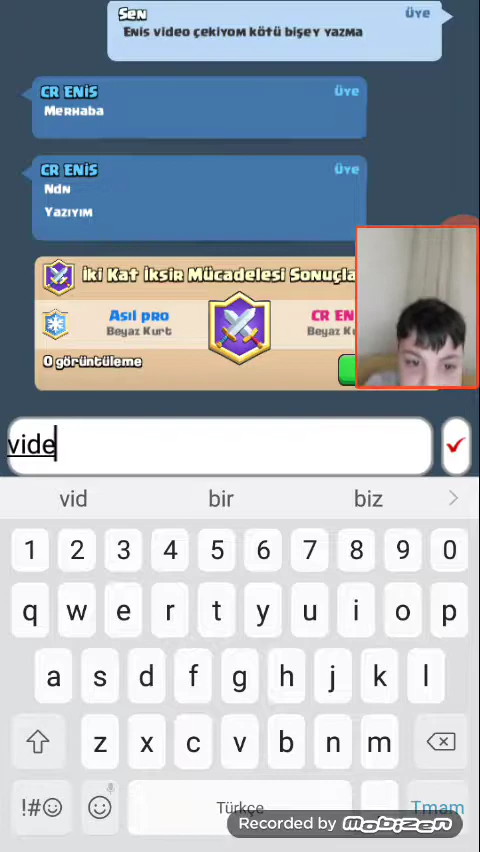 Sen
Üye
Enis video çekiyom kötü bişey yazma
CR ENİS
Üye
Merhaba
CR ENİS
Üye
Ndn
Yazıyım
İki Kat İksir Mücadelesi Sonuçla
Asıl pro
Beyaz Kurt
CR EN
Beyaz Ku
0 görüntüleme
vide
vid
bir
biz
1 2 3 4 5 6 7 8 9 0
q w e r t y u i o p
a s d f g h j k l
z x c v b n m
!#
Türkçe
Tmam
Recorded by mobizen